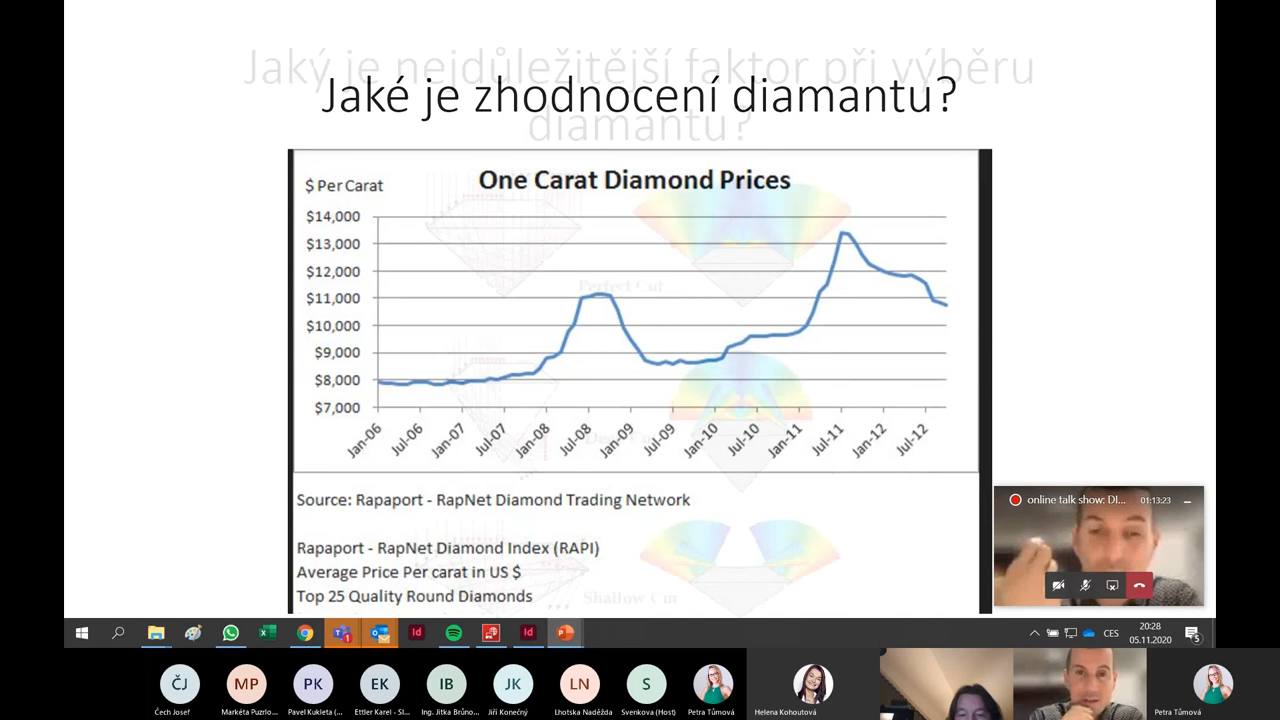 Jaký je nejdůležitější faktor při výběru
diamantu?
Jaké je zhodnocení diamantu?
One Carat Diamond Prices
$ Per Carat
$14,000
$13,000
$12,000
$11,000
$10,000
$9,000
$8,000
$7,000
Jan-06
Jul-06
Jan-07
Jul-07
Jan-08
Jul-08
Jan-09
Jul-09
Jan-10
Jul-10
Jan-11
Jul-11
Jan-12
Jul-12
Perfect Cut
Source: Rapaport - RapNet Diamond Trading Network
Rapaport - RapNet Diamond Index (RAPI)
Average Price Per carat in US $
Top 25 Quality Round Diamonds
Shallow Cut
online talk show: DI... 01:13:23
CES
20:28
05.11.2020
5
ČJ
MP
PK
EK
IB
JK
LN
S
Čech Josef
Markéta Puzrlo...
Pavel Kukleta (...
Ettler Karel - Sl...
Ing. Jitka Brůno...
Jiří Konečný
Lhotska Naděžda
Svenkova (Host)
Petra Tůmová
Helena Kohoutová
Petra Tůmová